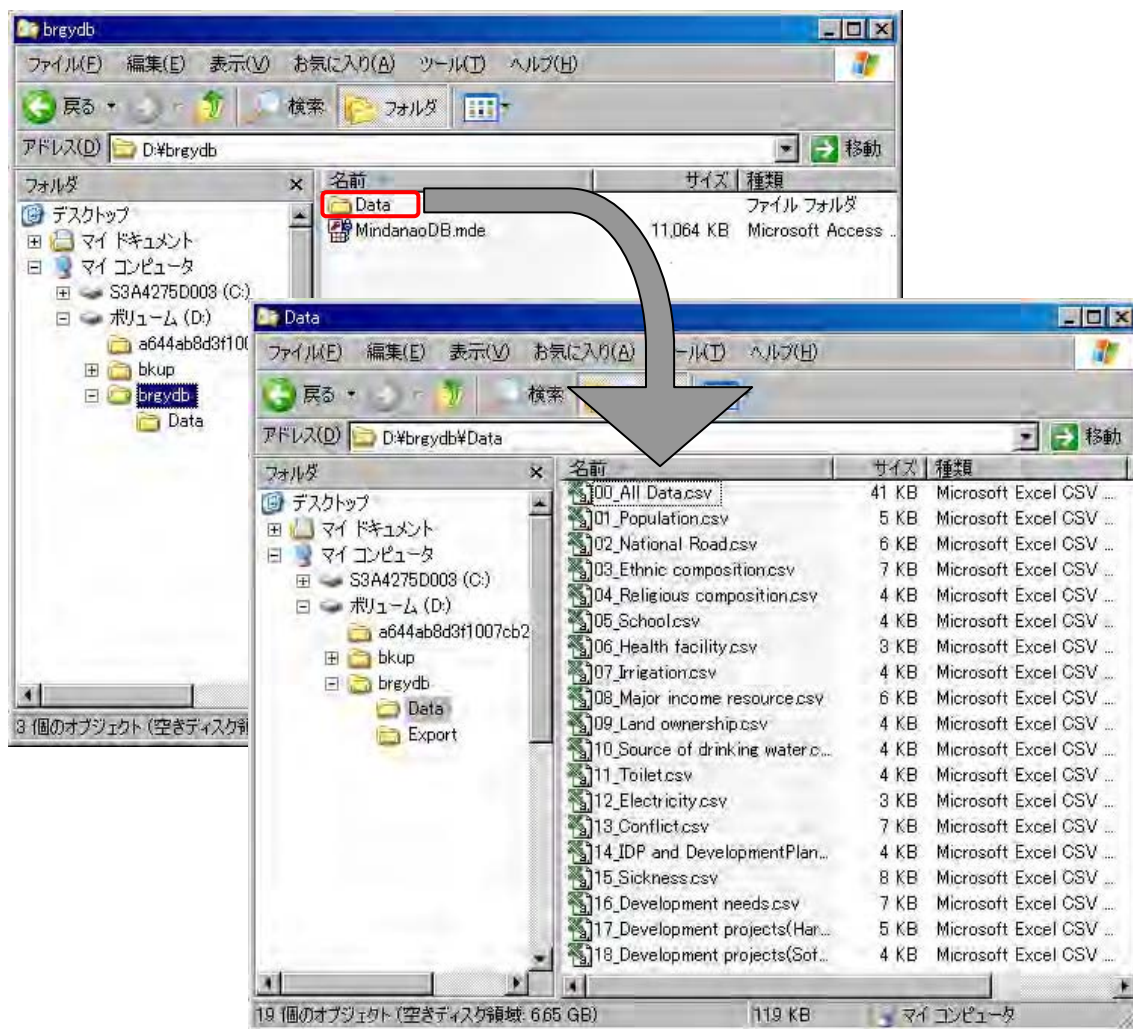 brgydb
ファイル(F) 編集(E) 表示(V) お気に入り(A) ツール(T) ヘルプ(H)
戻る 検索 フォルダ
アドレス(D) D:¥brgydb 移動
フォルダ × 名前 サイズ 種類
デスクトップ
マイ ドキュメント
マイ コンピュータ
S3A4275D003 (C:)
ボリューム (D:)
a644ab8d3f10
bkup
brgydb
Data
Data ファイル フォルダ
MindanaoDB.mde 11,064 KB Microsoft Access ..
3 個のオブジェクト (空きディスク領
Data
ファイル(F) 編集(E) 表示(V) お気に入り(A) ール(T) ヘルプ(H)
戻る 検索
アドレス(D) D:¥brgydb¥Data 移動
フォルダ × 名前 サイズ 種類
デスクトップ
マイ ドキュメント
マイ コンピュータ
S3A4275D003 (C:)
ボリューム (D:)
a644ab8d3f1007cb2
bkup
brgydb
Data
Export
00_All Data.csv 41 KB Microsoft Excel CSV ...
01_Population.csv 5 KB Microsoft Excel CSV ...
02_National Road.csv 6 KB Microsoft Excel CSV ...
03_Ethnic composition.csv 7 KB Microsoft Excel CSV ...
04_Religious composition.csv 4 KB Microsoft Excel CSV ...
05_School.csv 4 KB Microsoft Excel CSV ...
06_Health facility.csv 3 KB Microsoft Excel CSV ...
07_Irrigation.csv 4 KB Microsoft Excel CSV ...
08_Major income resource.csv 6 KB Microsoft Excel CSV ...
09_Land ownership.csv 4 KB Microsoft Excel CSV ...
10_Source of drinking water.c... 4 KB Microsoft Excel CSV ...
11_Toilet.csv 4 KB Microsoft Excel CSV ...
12_Electricity.csv 3 KB Microsoft Excel CSV ...
13_Conflict.csv 7 KB Microsoft Excel CSV ...
14_IDP and DevelopmentPlan... 4 KB Microsoft Excel CSV ...
15_Sickness.csv 8 KB Microsoft Excel CSV ...
16_Development needs.csv 7 KB Microsoft Excel CSV ...
17_Development projects(Har... 5 KB Microsoft Excel CSV ...
18_Development projects(Sof... 4 KB Microsoft Excel CSV ...
19 個のオブジェクト (空きディスク領域: 6.65 GB) 119 KB マイ コンピュータ